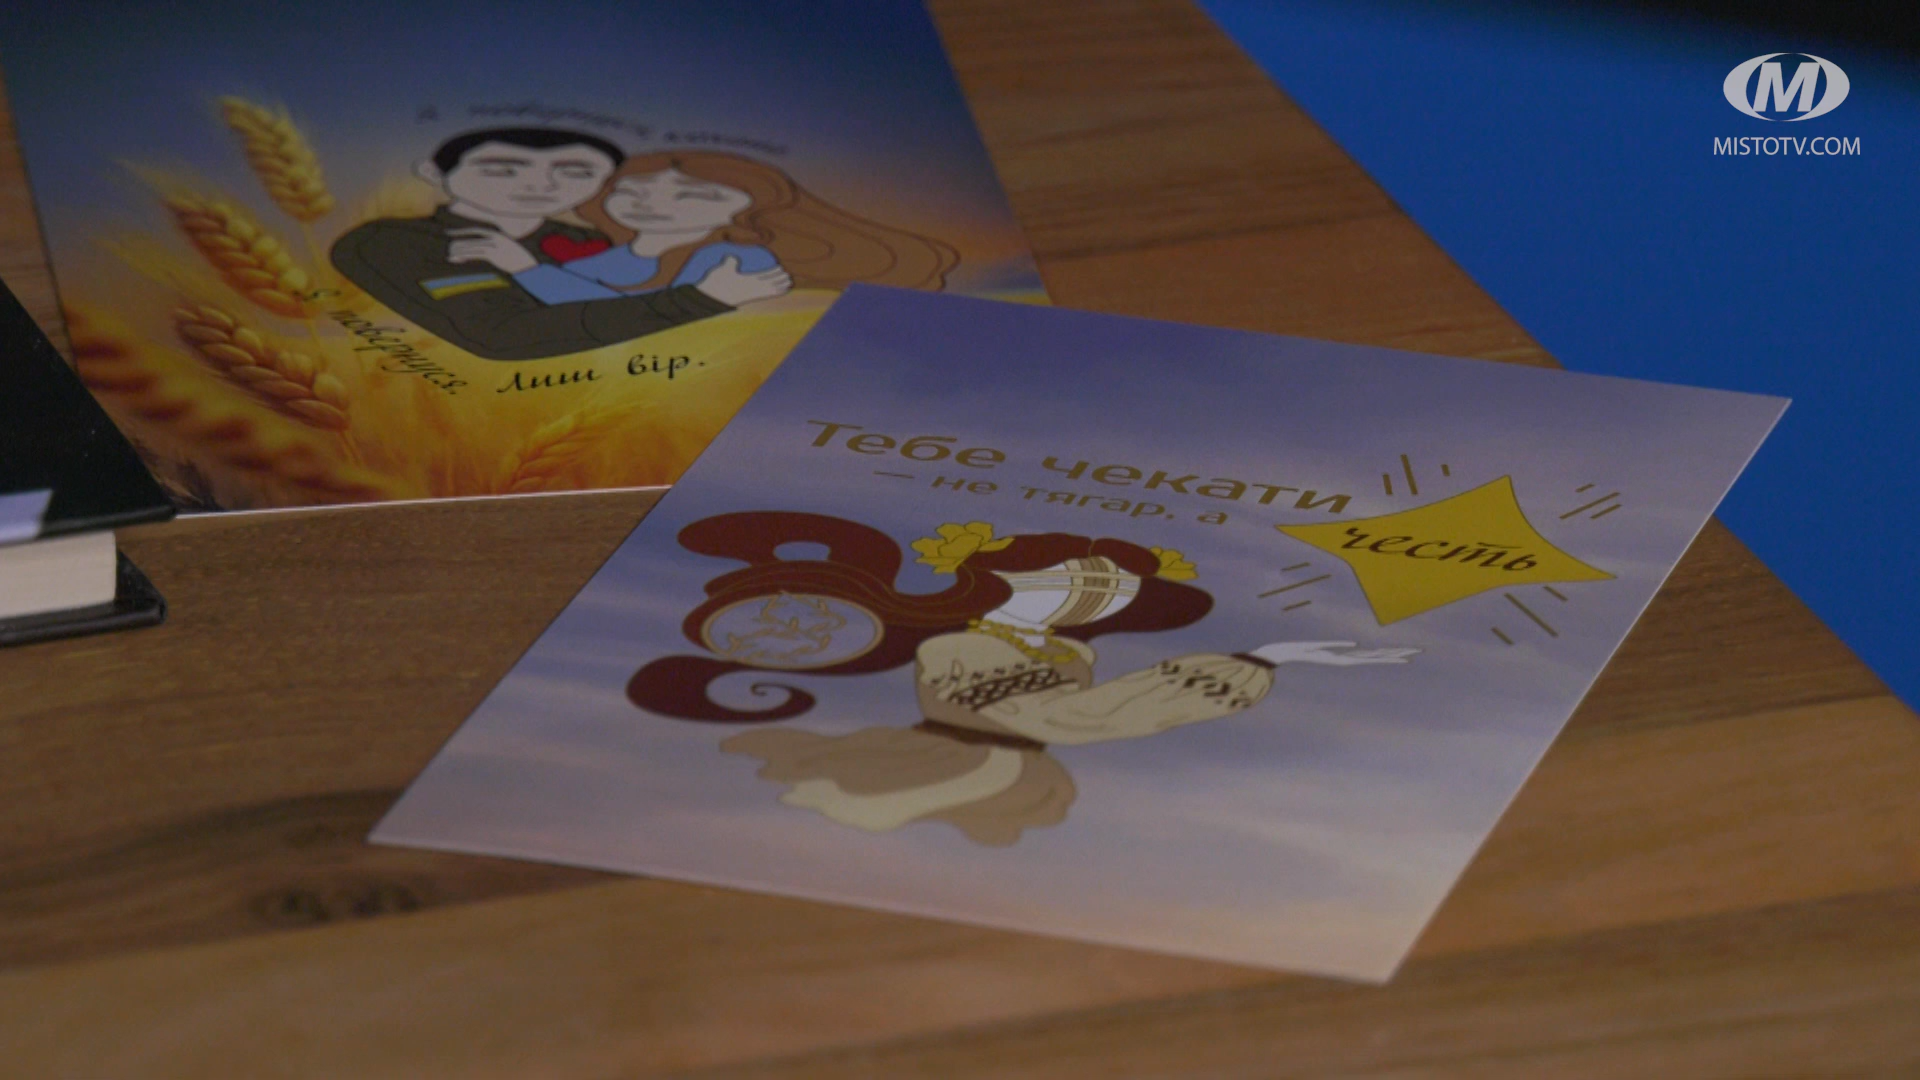 MISTOTV.COM
Я повернуся. Лиш вір.
Тебе чекати
— не тягар, а
честь